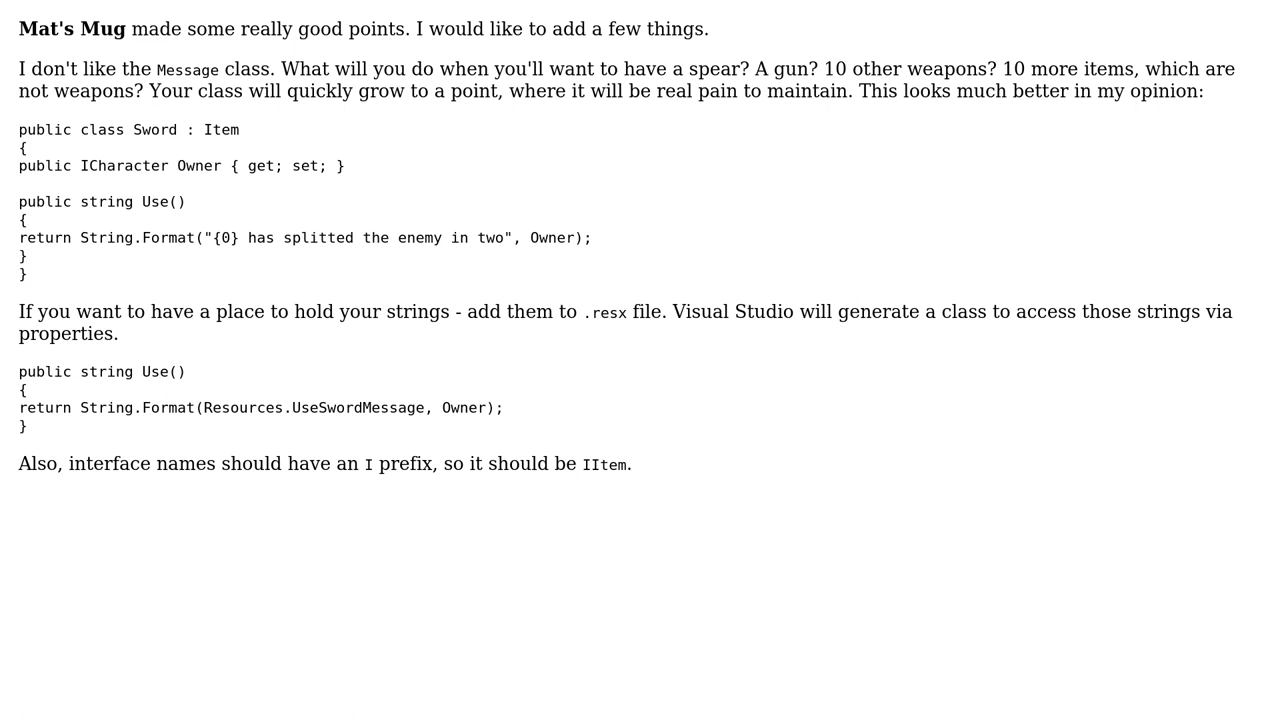 Mat's Mug made some really good points. I would like to add a few things.
I don't like the Message class. What will you do when you'll want to have a spear? A gun? 10 other weapons? 10 more items, which are
not weapons? Your class will quickly grow to a point, where it will be real pain to maintain. This looks much better in my opinion:
public class Sword : Item
{
public ICharacter Owner { get; set; }
public string Use()
{
return String.Format("{0} has splitted the enemy in two", Owner);
}
}
If you want to have a place to hold your strings - add them to .resx file. Visual Studio will generate a class to access those strings via
properties.
public string Use()
{
return String.Format(Resources.UseSwordMessage, Owner);
}
Also, interface names should have an I prefix, so it should be IItem.